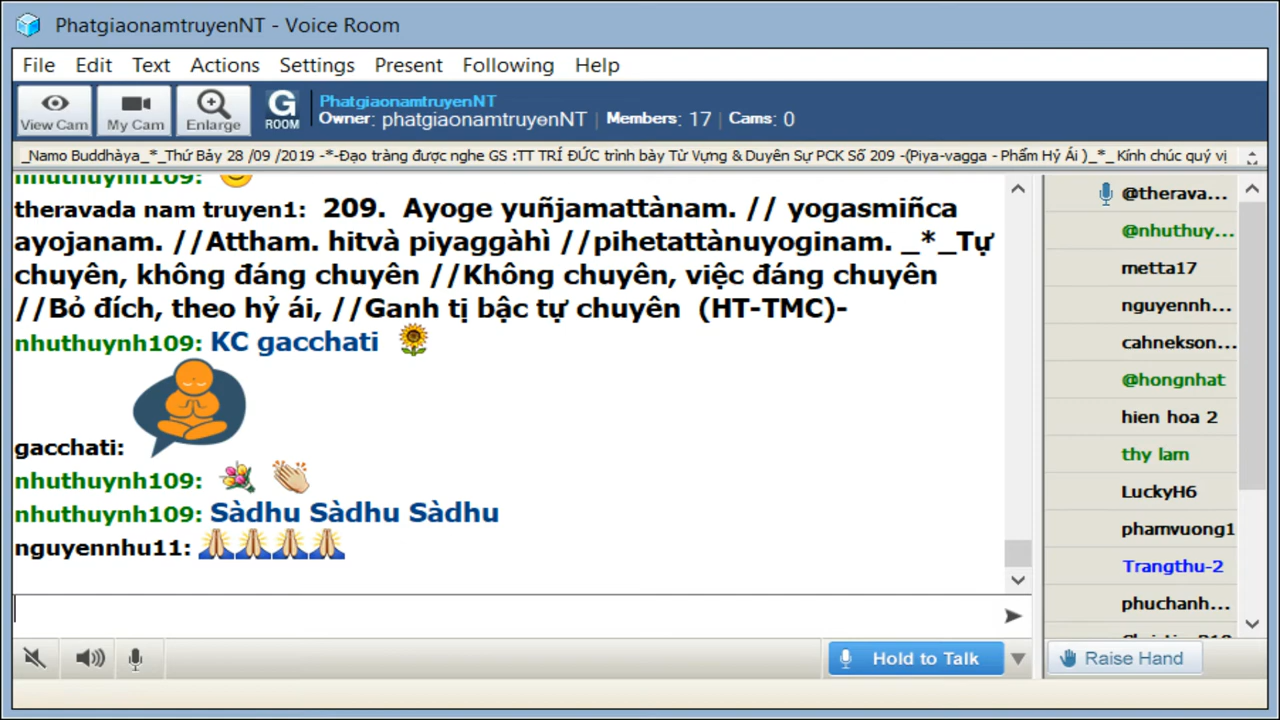 PhatgiaonamtruyenNT - Voice Room
File Edit Text Actions Settings Present Following Help
View Cam My Cam Enlarge G ROOM
PhatgiaonamtruyenNT
Owner: phatgiaonamtruyenNT | Members: 17 | Cams: 0
_Namo Buddhàya_*_Thứ Bảy 28 /09 /2019 -*-Đạo tràng được nghe GS :TT TRÍ ĐỨC trình bày Từ Vựng & Duyên Sự PCK Số 209 -(Piya-vagga - Phẩm Hỷ Ái )_*_ Kính chúc quý vị
nhuthuynh109:
theravada nam truyen1: 209. Ayoge yuñjamattànam. // yogasmiñca
ayojanam. //Attham. hitvà piyaggàhì //pihetattànuyoginam. _*_Tự
chuyên, không đáng chuyên //Không chuyên, việc đáng chuyên
//Bỏ đích, theo hỷ ái, //Ganh tị bậc tự chuyên (HT-TMC)-
nhuthuynh109: KC gacchati
gacchati:
nhuthuynh109:
nhuthuynh109: Sàdhu Sàdhu Sàdhu
nguyennhu11:
@therava...
@nhuthuy...
metta17
nguyennh...
cahnekson...
@hongnhat
hien hoa 2
thy lam
LuckyH6
phamvuong1
Trangthu-2
phuchanh...
Hold to Talk
Raise Hand